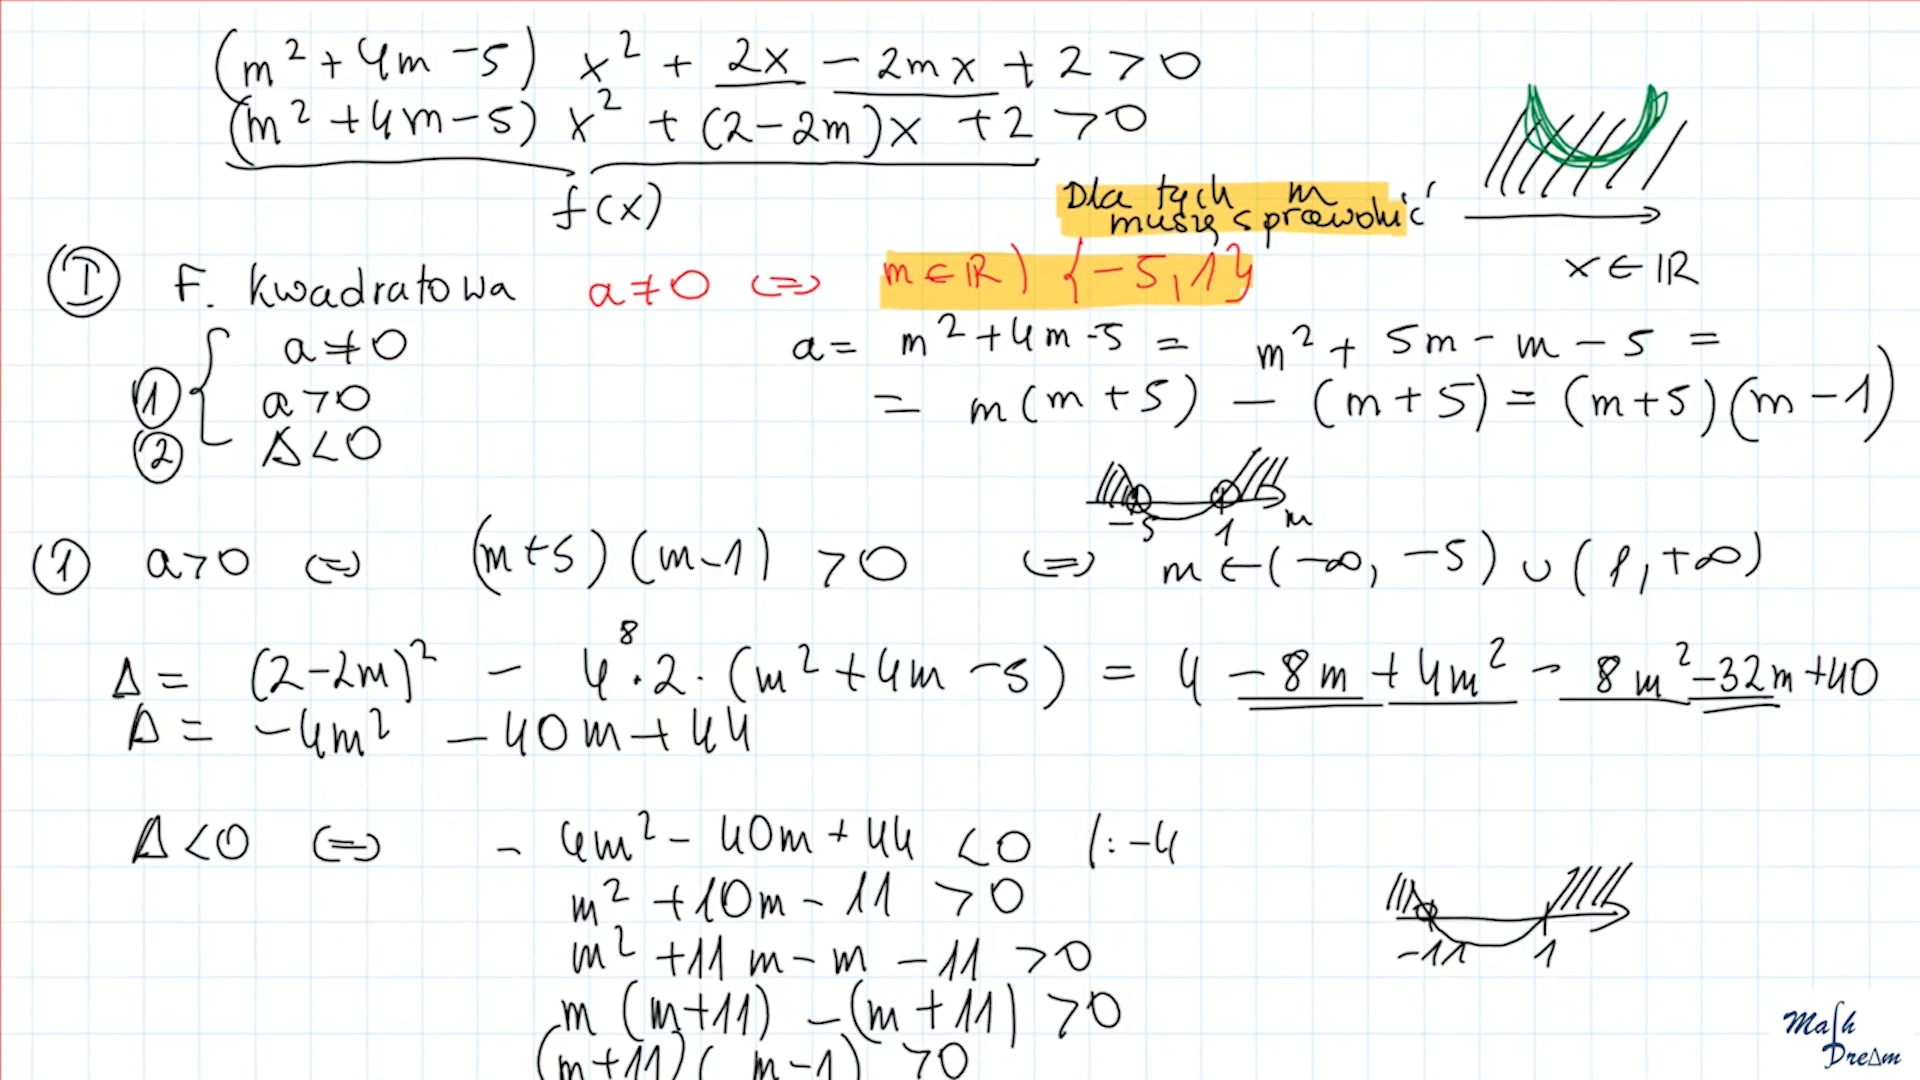 (m² + 4m - 5) x² + 2x - 2mx + 2 > 0
(m² + 4m - 5) x² + (2 - 2m)x + 2 > 0
f(x)
Dla tych m
muszę sprawdzić
x ∈ ℝ
I F. kwadratowa a ≠ 0 ⇔ m ∈ ℝ \ {-5, 1}
a ≠ 0
① a > 0
② Δ < 0
a = m² + 4m - 5 = m² + 5m - m - 5 =
= m(m + 5) - (m + 5) = (m + 5)(m - 1)
-5 1 m
① a > 0 ⇔ (m + 5)(m - 1) > 0 ⇔ m ∈ (-∞, -5) ∪ (1, +∞)
8
Δ = (2 - 2m)² - 4 · 2 · (m² + 4m - 5) = 4 - 8m + 4m² - 8m² - 32m + 40
Δ = -4m² - 40m + 44
Δ < 0 ⇔ - 4m² - 40m + 44 < 0 /: -4
m² + 10m - 11 > 0
m² + 11m - m - 11 > 0
-11 1
m (m + 11) - (m + 11) > 0
(m + 11)(m - 1) > 0
Math
Dream